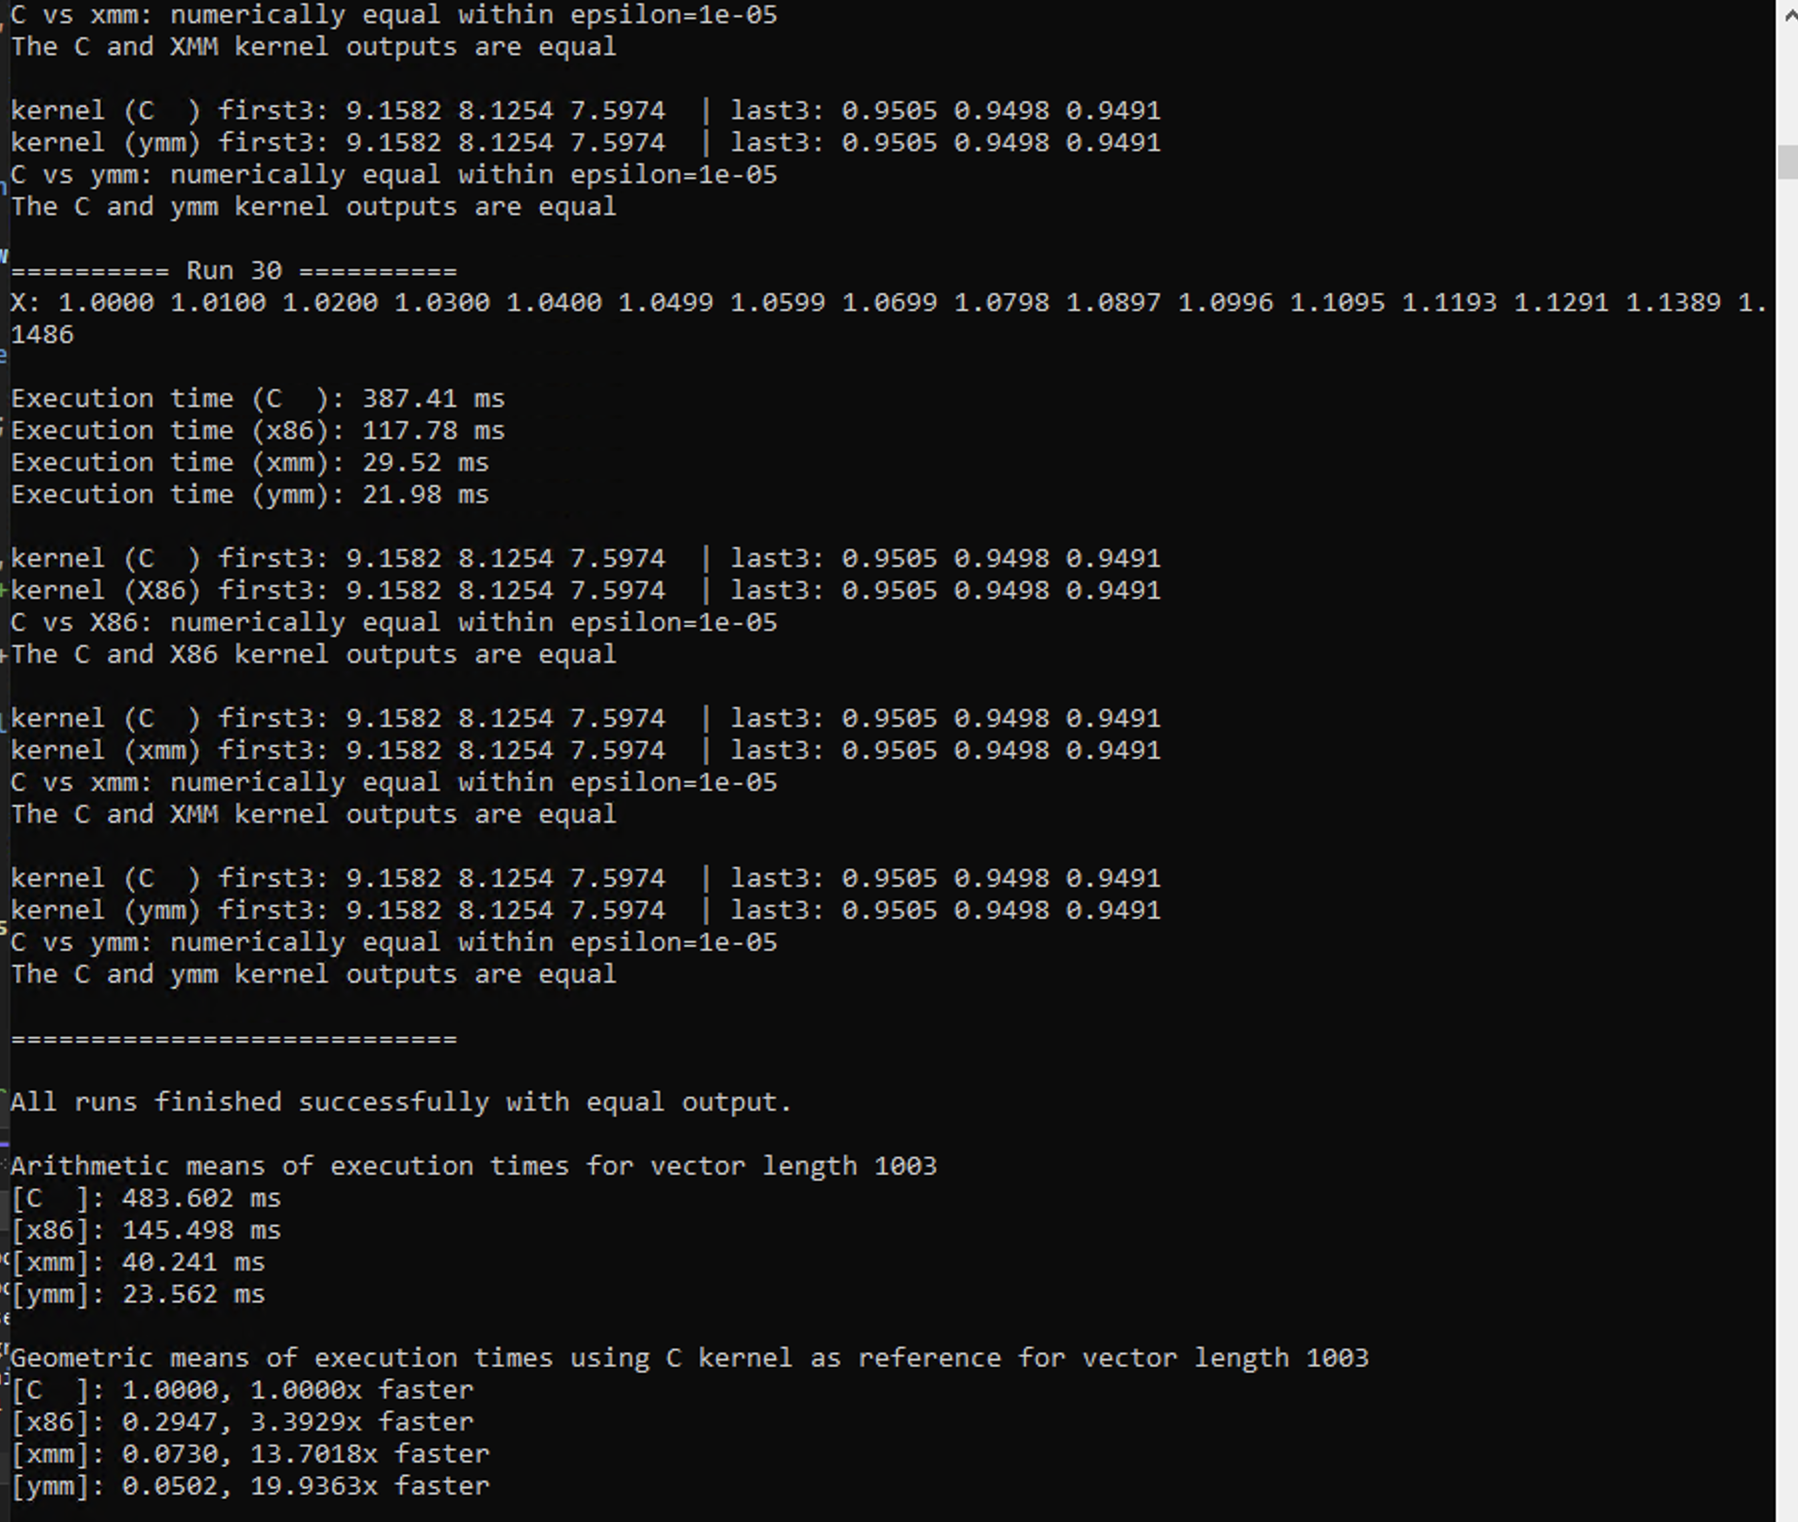 C vs xmm: numerically equal within epsilon=1e-05
The C and XMM kernel outputs are equal
kernel (C  ) first3: 9.1582 8.1254 7.5974  | last3: 0.9505 0.9498 0.9491
kernel (ymm) first3: 9.1582 8.1254 7.5974  | last3: 0.9505 0.9498 0.9491
C vs ymm: numerically equal within epsilon=1e-05
The C and ymm kernel outputs are equal
========== Run 30 ==========
X: 1.0000 1.0100 1.0200 1.0300 1.0400 1.0499 1.0599 1.0699 1.0798 1.0897 1.0996 1.1095 1.1193 1.1291 1.1389 1.
1486
Execution time (C  ): 387.41 ms
Execution time (x86): 117.78 ms
Execution time (xmm): 29.52 ms
Execution time (ymm): 21.98 ms
kernel (C  ) first3: 9.1582 8.1254 7.5974  | last3: 0.9505 0.9498 0.9491
kernel (X86) first3: 9.1582 8.1254 7.5974  | last3: 0.9505 0.9498 0.9491
C vs X86: numerically equal within epsilon=1e-05
The C and X86 kernel outputs are equal
kernel (C  ) first3: 9.1582 8.1254 7.5974  | last3: 0.9505 0.9498 0.9491
kernel (xmm) first3: 9.1582 8.1254 7.5974  | last3: 0.9505 0.9498 0.9491
C vs xmm: numerically equal within epsilon=1e-05
The C and XMM kernel outputs are equal
kernel (C  ) first3: 9.1582 8.1254 7.5974  | last3: 0.9505 0.9498 0.9491
kernel (ymm) first3: 9.1582 8.1254 7.5974  | last3: 0.9505 0.9498 0.9491
C vs ymm: numerically equal within epsilon=1e-05
The C and ymm kernel outputs are equal
============================
All runs finished successfully with equal output.
Arithmetic means of execution times for vector length 1003
[C  ]: 483.602 ms
[x86]: 145.498 ms
[xmm]: 40.241 ms
[ymm]: 23.562 ms
Geometric means of execution times using C kernel as reference for vector length 1003
[C  ]: 1.0000, 1.0000x faster
[x86]: 0.2947, 3.3929x faster
[xmm]: 0.0730, 13.7018x faster
[ymm]: 0.0502, 19.9363x faster